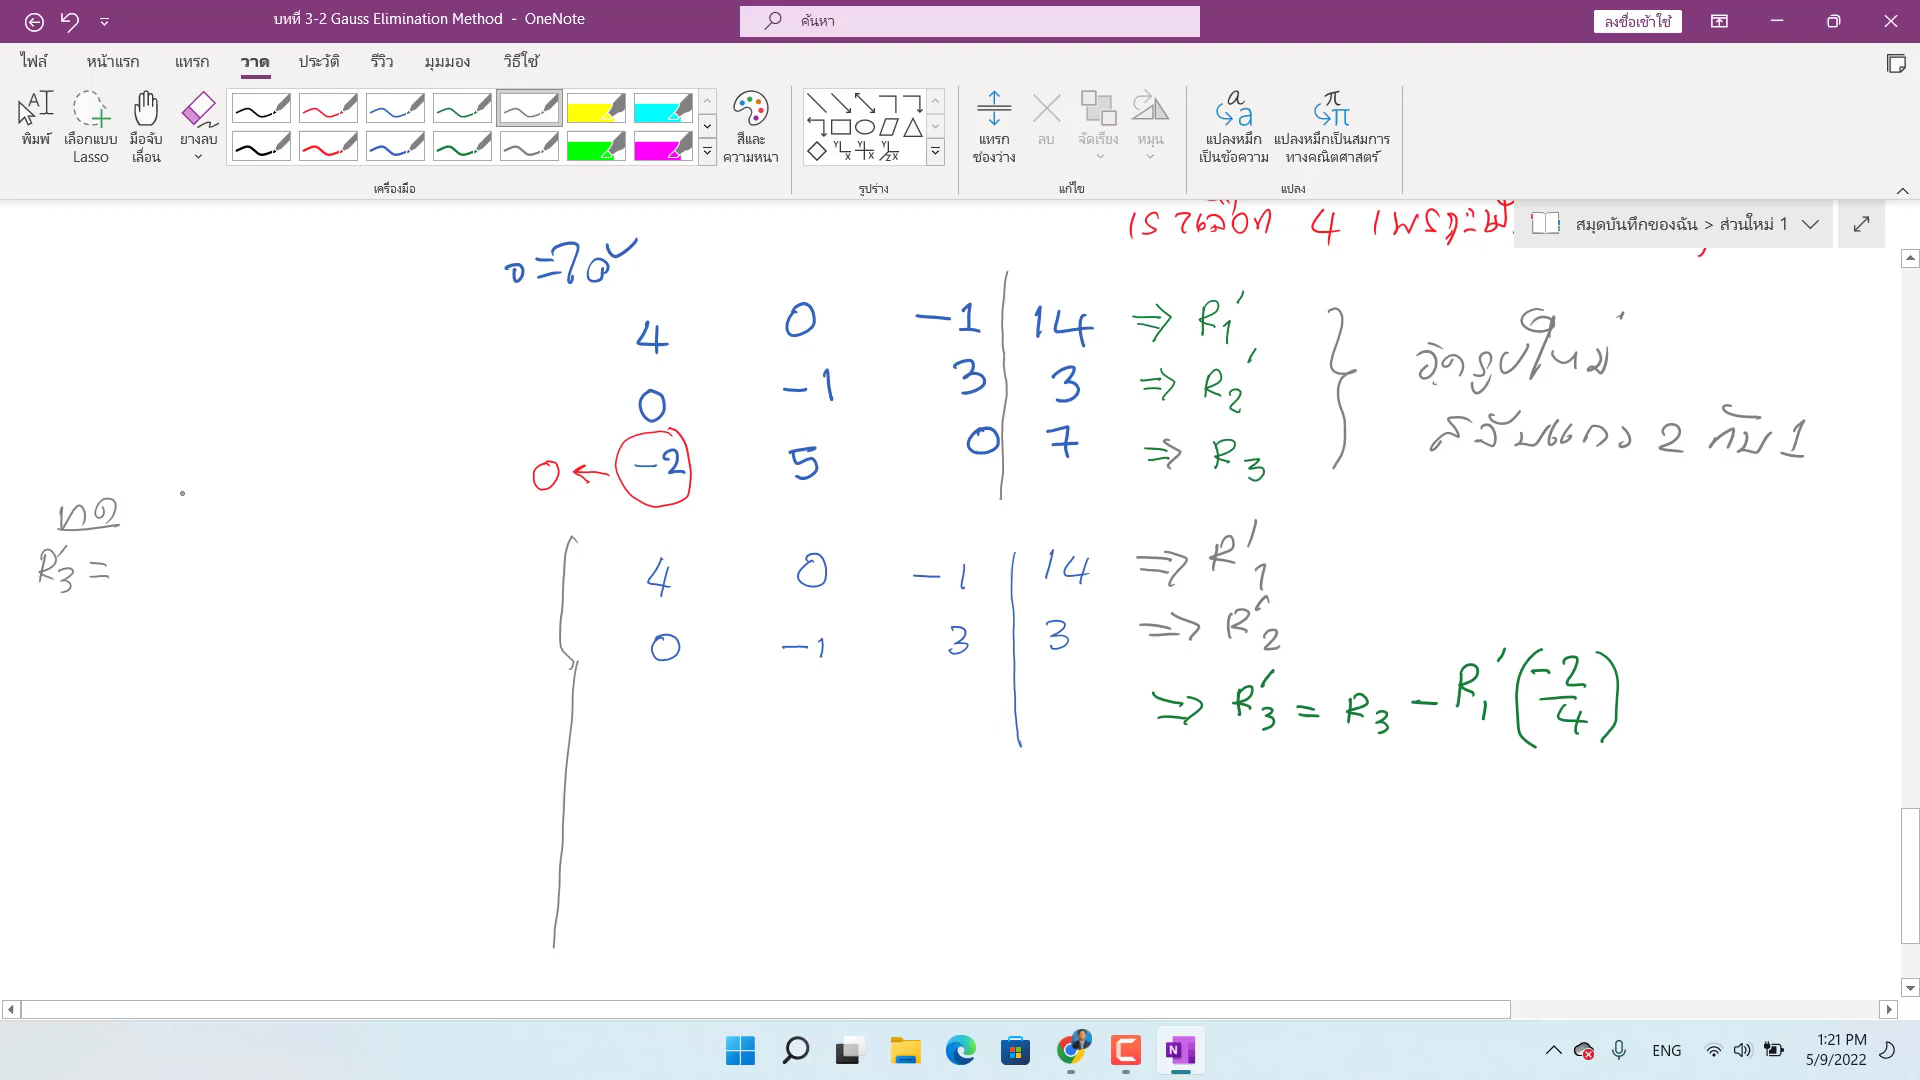 บทที่ 3-2 Gauss Elimination Method - OneNote
ค้นหา
ลงชื่อเข้าใช้
ไฟล์ หน้าแรก แทรก วาด ประวัติ รีวิว มุมมอง วิธีใช้
พิมพ์
เลือกแบบ Lasso
มือจับเลื่อน
ยางลบ
สีและความหนา
แทรกช่องว่าง
ลบ
จัดเรียง
หมุน
แปลงหมึกเป็นข้อความ
แปลงหมึกเป็นสมการทางคณิตศาสตร์
เครื่องมือ
รูปร่าง
แก้ไข
แปลง
สมุดบันทึกของฉัน > ส่วนใหม่ 1
เราเลือก 4 เพราะ
4 0 -1 14 ⇒ R₁'
0 -1 3 3 ⇒ R₂'
0 ← -2 5 0 7 ⇒ R₃
จัดรูปใหม่
สลับแถว 2 กับ 1
ทด
R₃' =
4 0 -1 14 ⇒ R₁'
0 -1 3 3 ⇒ R₂'
⇒ R₃' = R₃ - R₁' (-2/4)
ENG
1:21 PM
5/9/2022